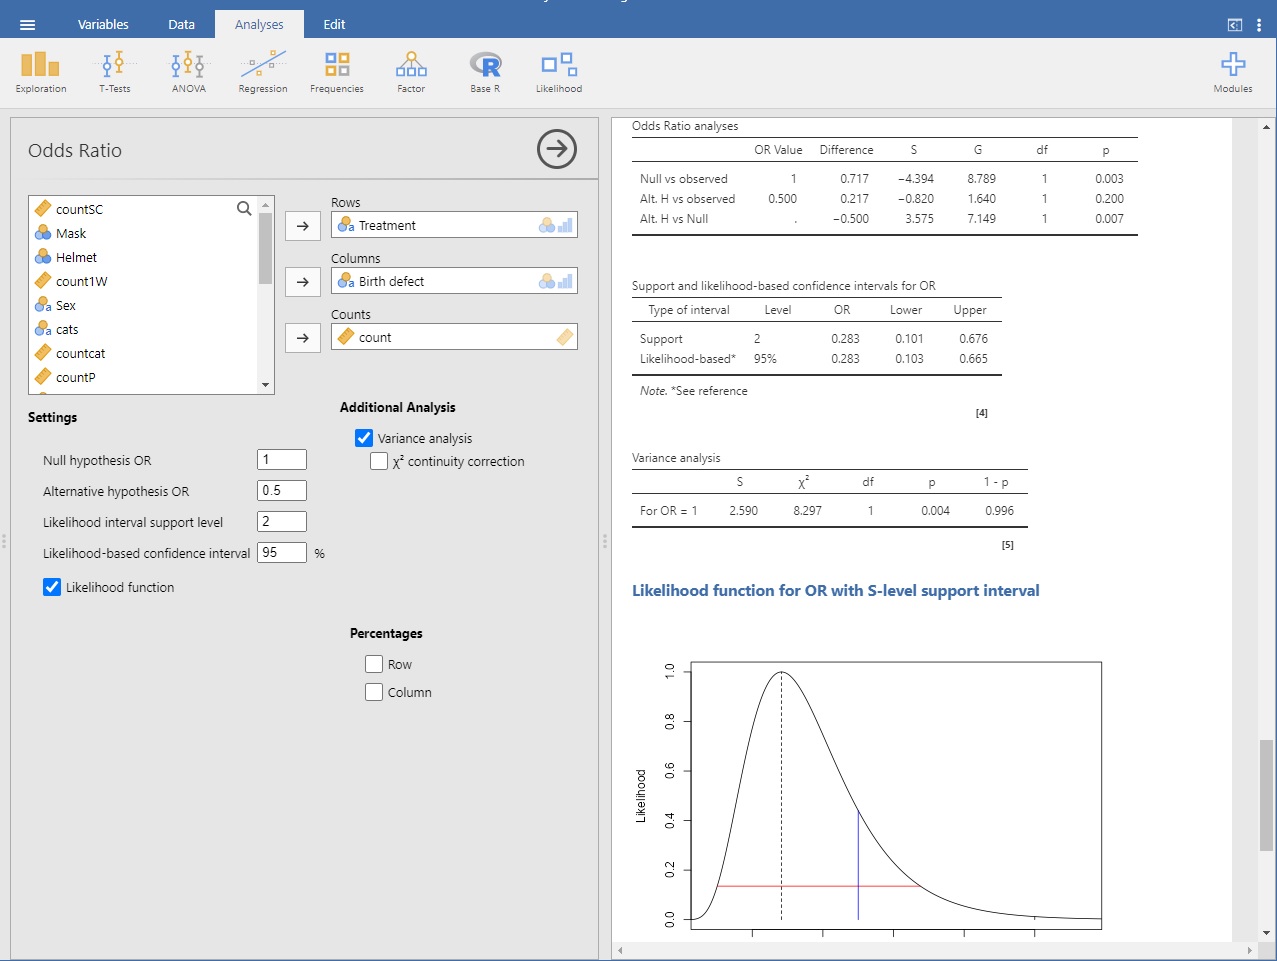 Variables Data Analyses Edit
Exploration T-Tests ANOVA Regression Frequencies Factor Base R Likelihood Modules
Odds Ratio
countSC
Mask
Helmet
count1W
Sex
cats
countcat
countP
Rows
Treatment
Columns
Birth defect
Counts
count
Settings
Null hypothesis OR 1
Alternative hypothesis OR 0.5
Likelihood interval support level 2
Likelihood-based confidence interval 95 %
Likelihood function
Additional Analysis
Variance analysis
χ² continuity correction
Percentages
Row
Column
Odds Ratio analyses
OR Value Difference S G df p
Null vs observed 1 0.717 −4.394 8.789 1 0.003
Alt. H vs observed 0.500 0.217 −0.820 1.640 1 0.200
Alt. H vs Null . −0.500 3.575 7.149 1 0.007
Support and likelihood-based confidence intervals for OR
Type of interval Level OR Lower Upper
Support 2 0.283 0.101 0.676
Likelihood-based* 95% 0.283 0.103 0.665
Note. *See reference
[4]
Variance analysis
S χ² df p 1 - p
For OR = 1 2.590 8.297 1 0.004 0.996
[5]
Likelihood function for OR with S-level support interval
Likelihood
1.0
0.8
0.6
0.4
0.2
0.0